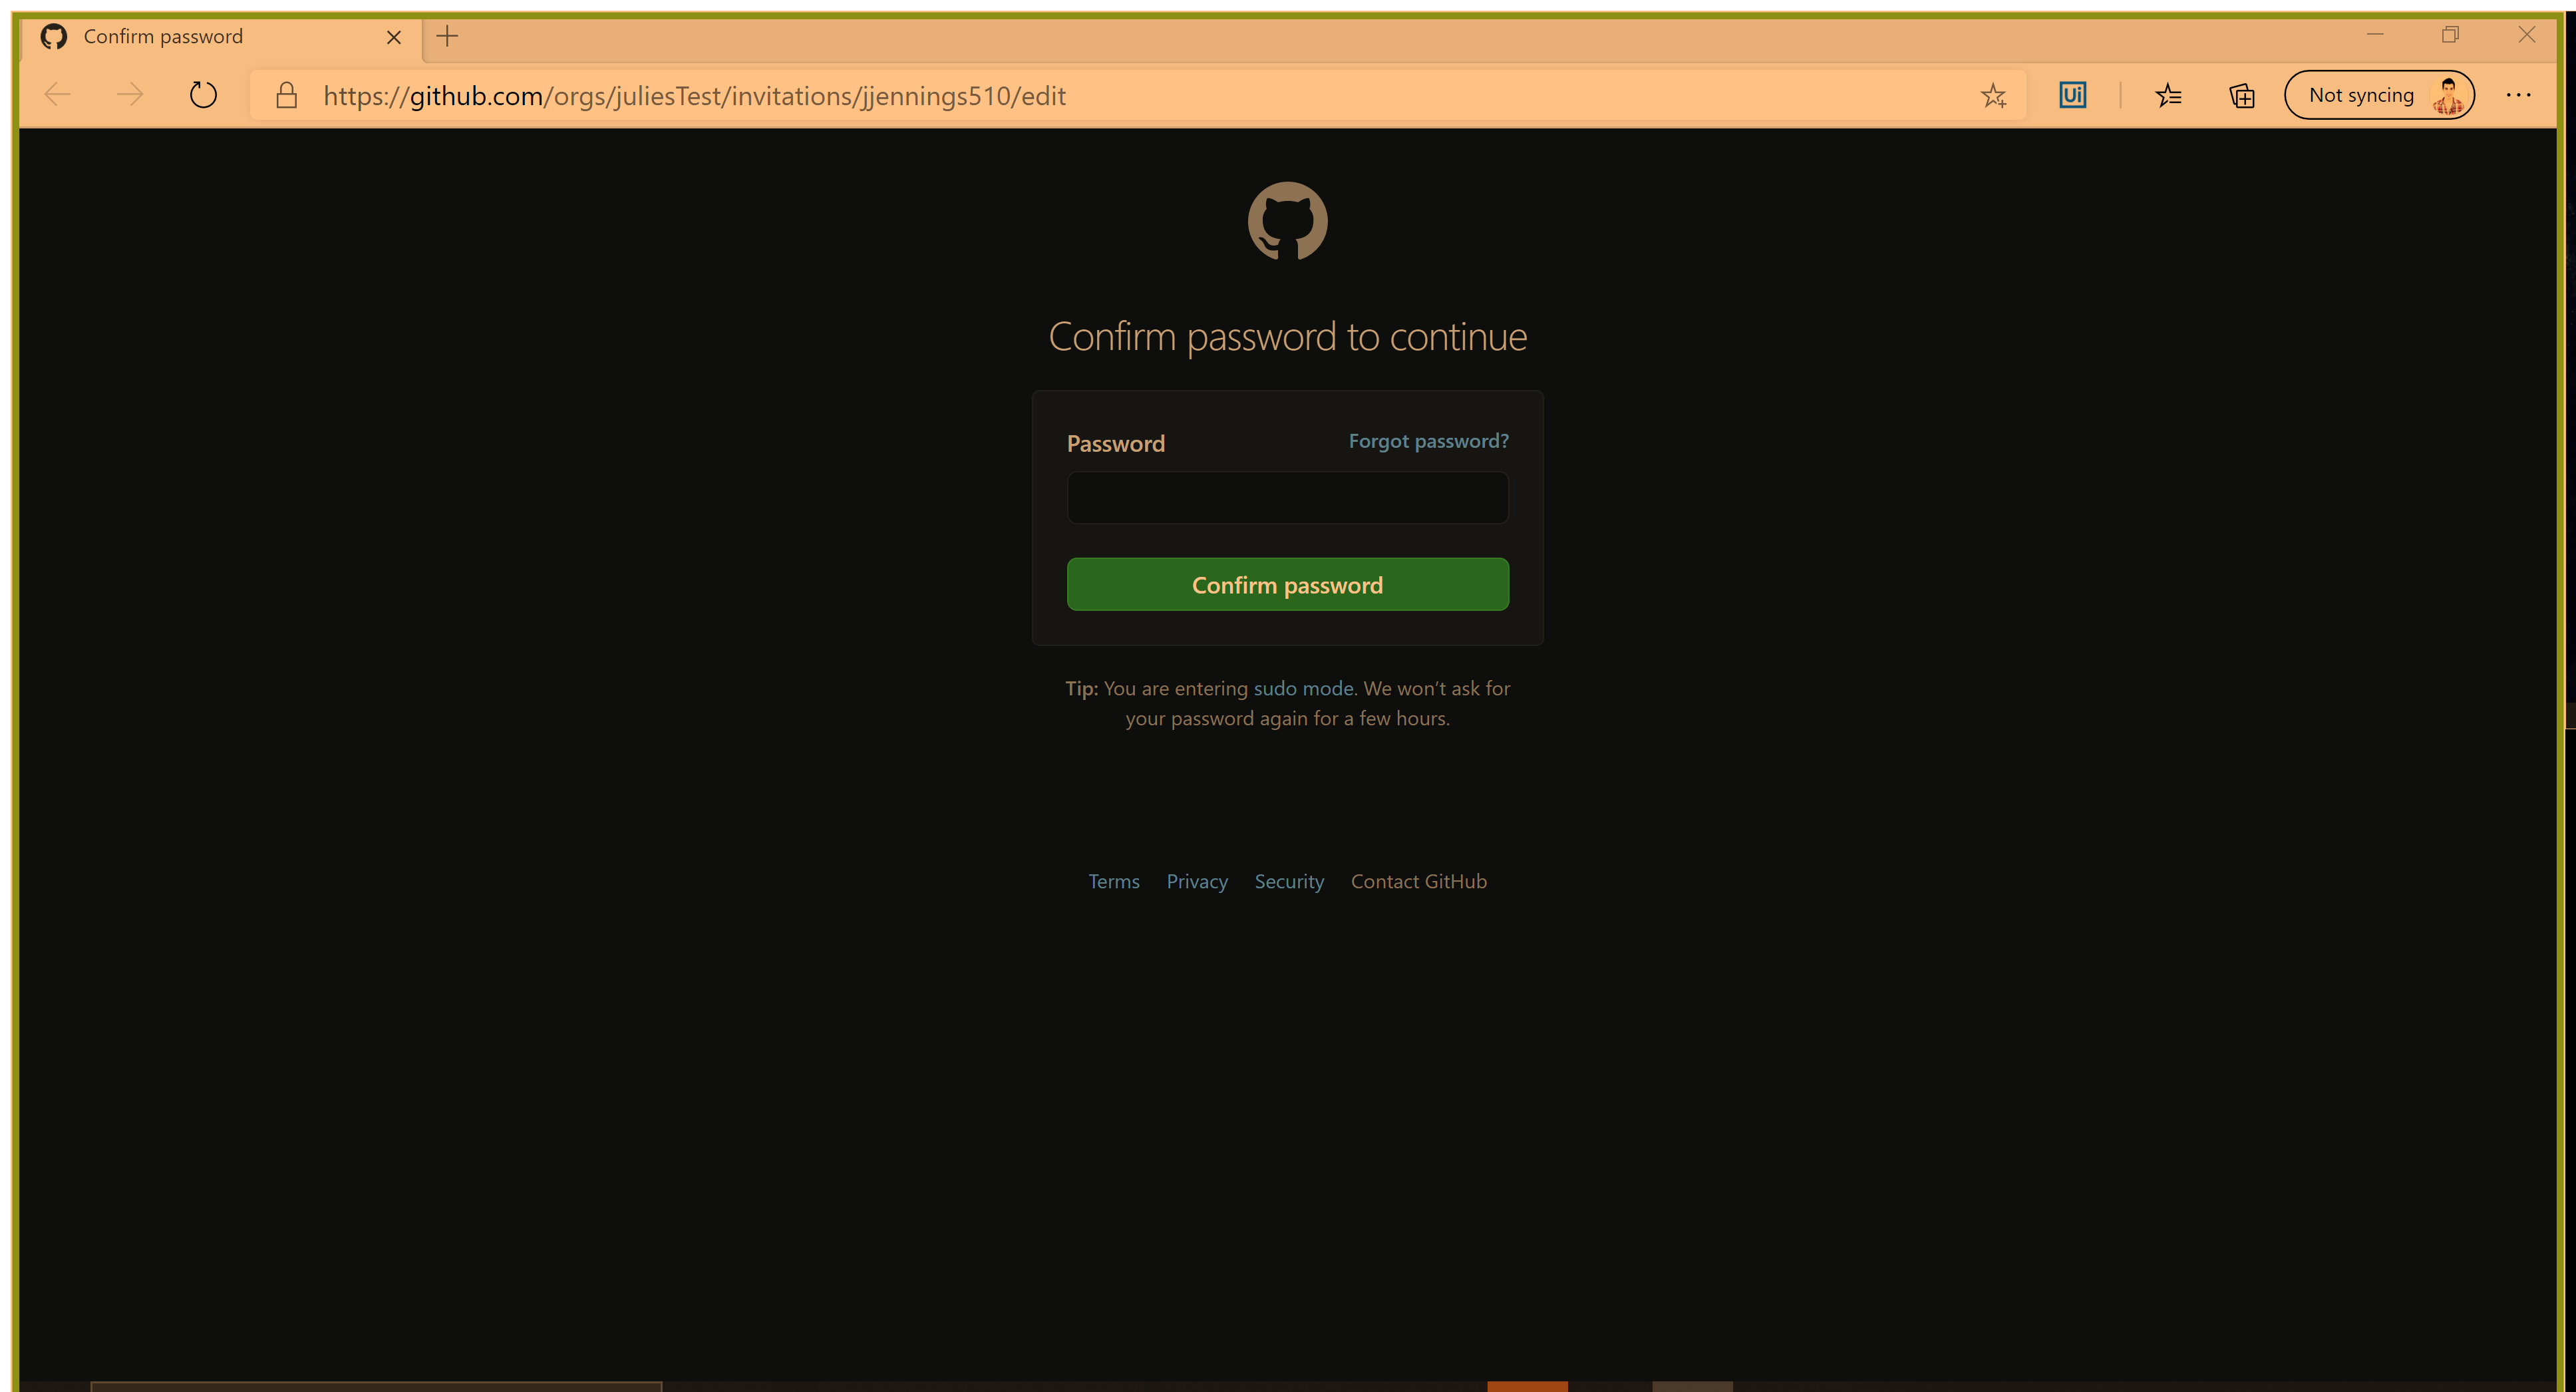 Confirm password
https://github.com/orgs/juliesTest/invitations/jjennings510/edit
Ui
Not syncing
Confirm password to continue
Password Forgot password?
Confirm password
Tip: You are entering sudo mode. We won’t ask for
your password again for a few hours.
Terms Privacy Security Contact GitHub